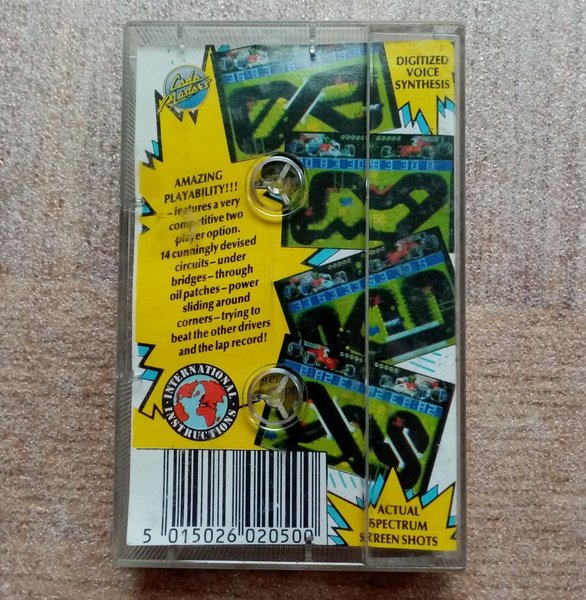 Code
Masters
DIGITIZED
VOICE
SYNTHESIS
AMAZING
PLAYABILITY!!!
– features a very
competitive two
player option.
14 cunningly devised
circuits – under
bridges – through
oil patches – power
sliding around
corners – trying to
beat the other drivers
and the lap record!
INTERNATIONAL
INSTRUCTIONS
ACTUAL
SPECTRUM
SCREEN SHOTS
5 015026 020500